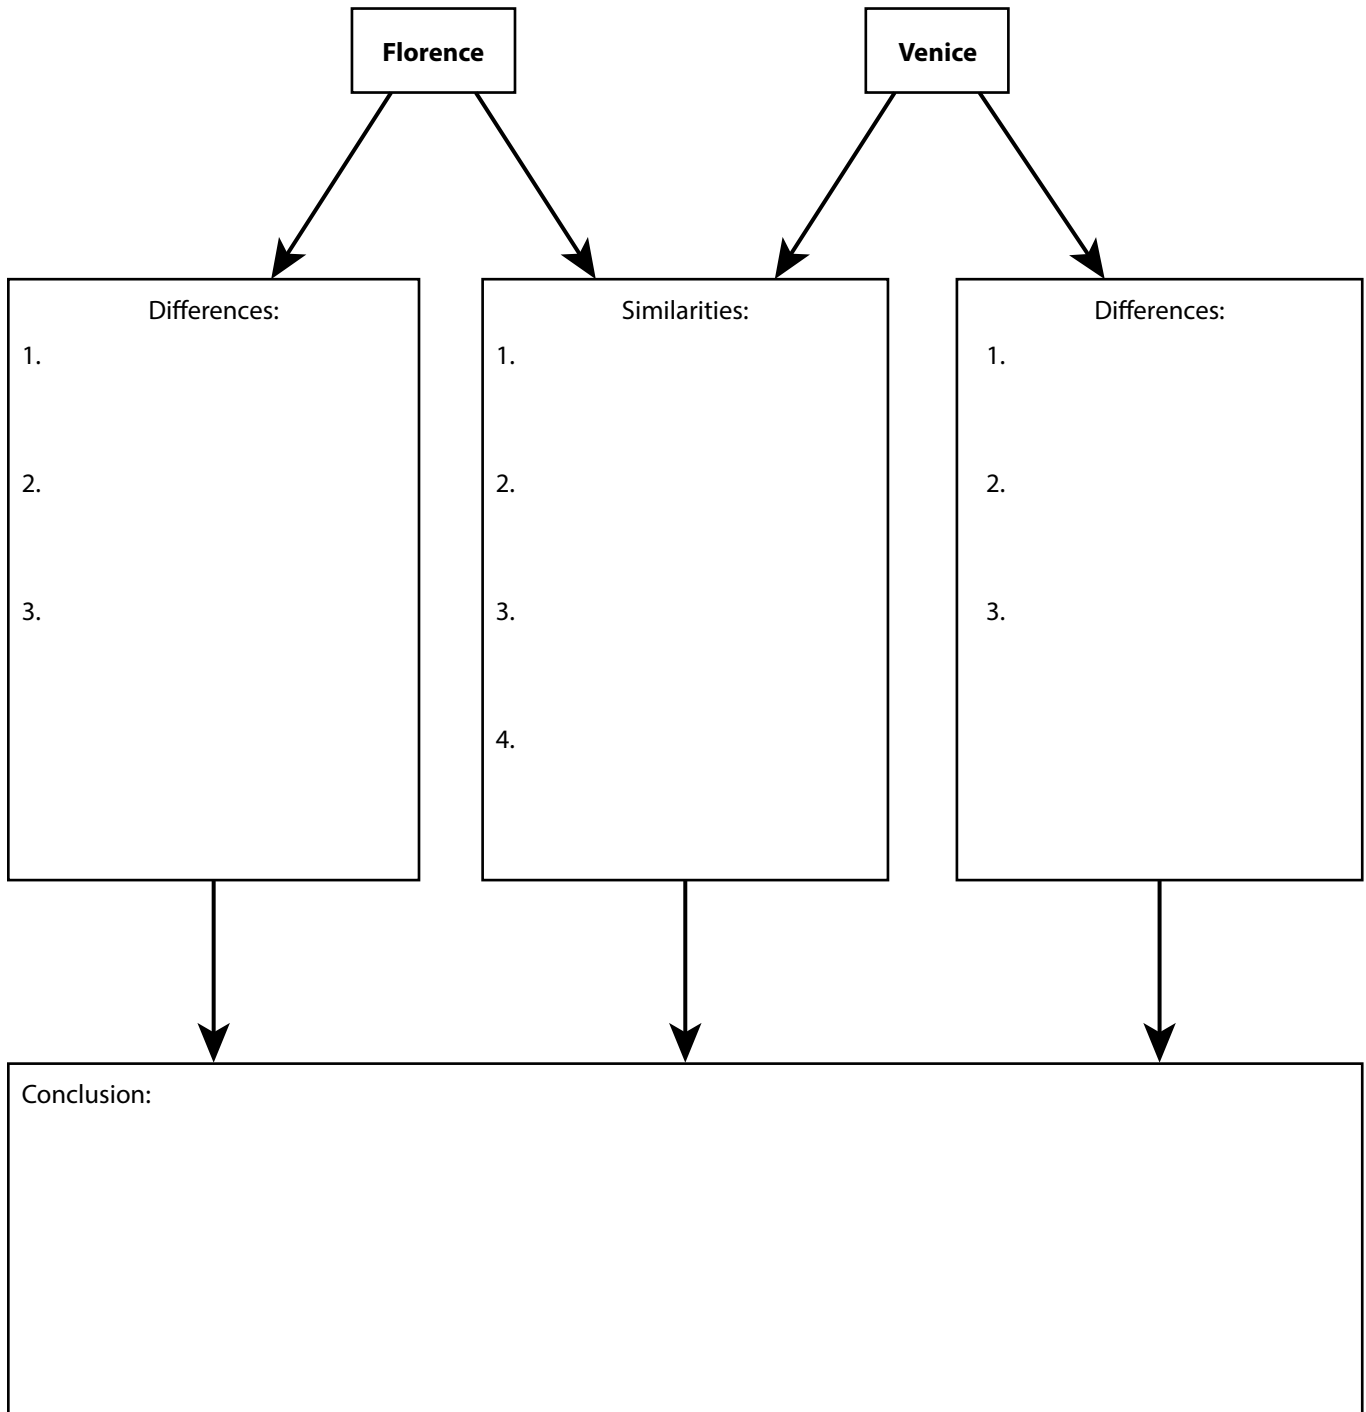 Florence
Venice
Differences:
1.
2.
3.
Similarities:
1.
2.
3.
4.
Differences:
1.
2.
3.
Conclusion: